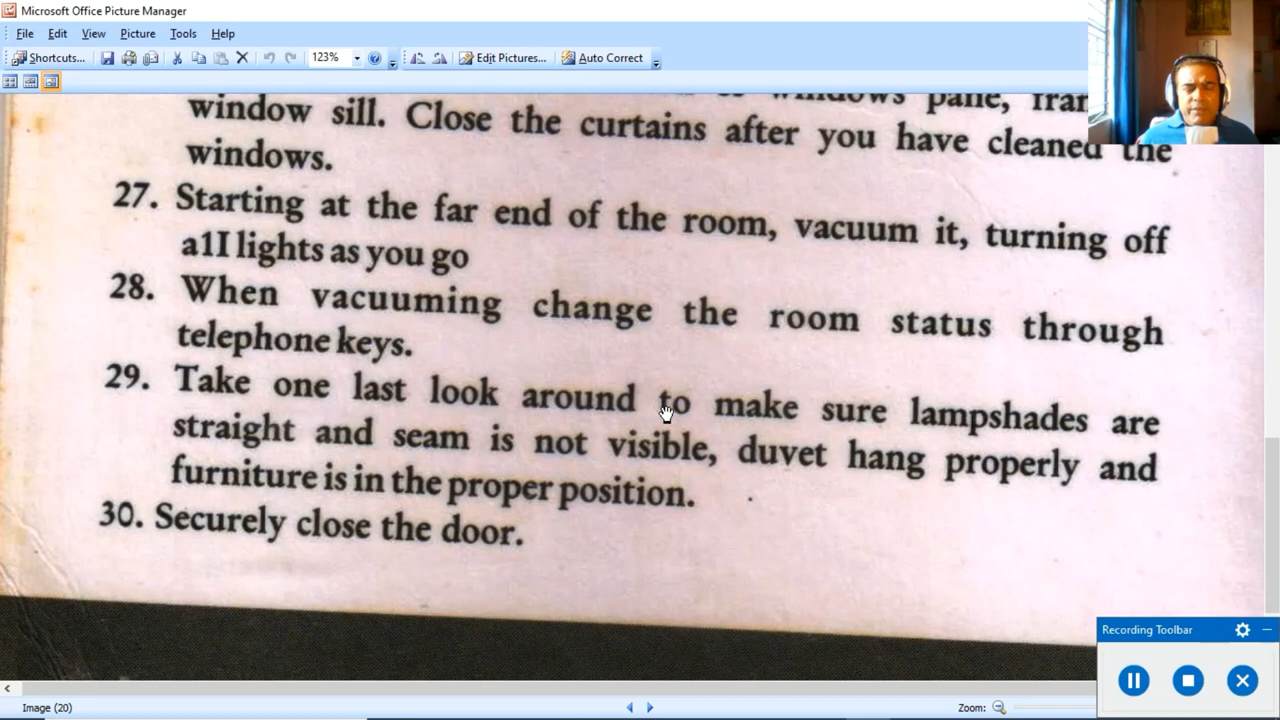 Microsoft Office Picture Manager
File Edit View Picture Tools Help
Shortcuts... 123% Edit Pictures... Auto Correct
windows pane,
window sill. Close the curtains after you have cleaned the
windows.
27. Starting at the far end of the room, vacuum it, turning off
a1I lights as you go
28. When vacuuming change the room status through
telephone keys.
29. Take one last look around to make sure lampshades are
straight and seam is not visible, duvet hang properly and
furniture is in the proper position.
30. Securely close the door.
Recording Toolbar
Image (20) Zoom: